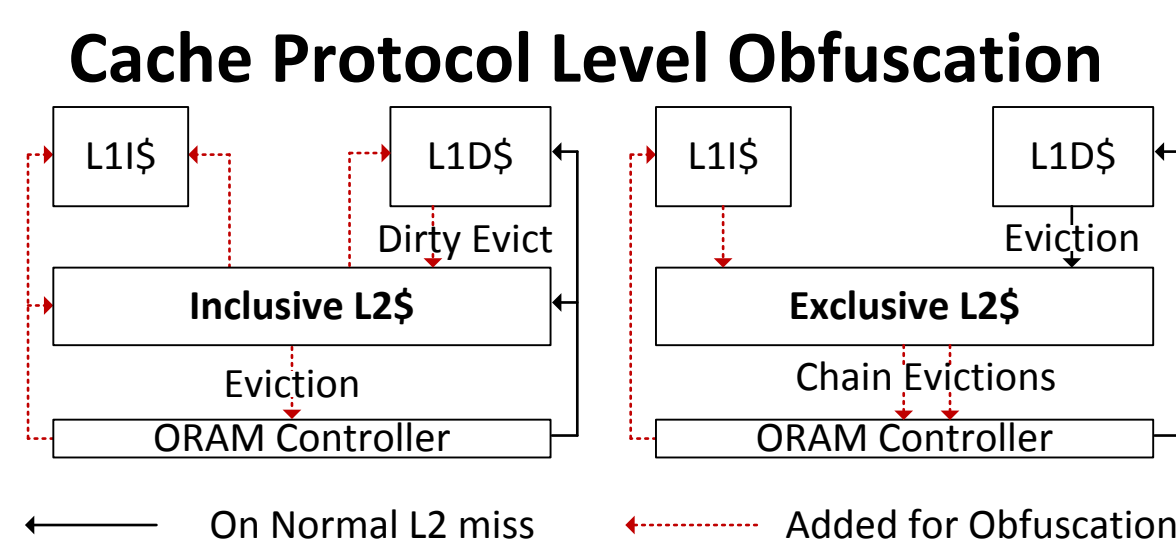 Cache Protocol Level Obfuscation
L1I$
L1D$
Dirty Evict
Inclusive L2$
Eviction
ORAM Controller
L1I$
L1D$
Eviction
Exclusive L2$
Chain Evictions
ORAM Controller
On Normal L2 miss
Added for Obfuscation